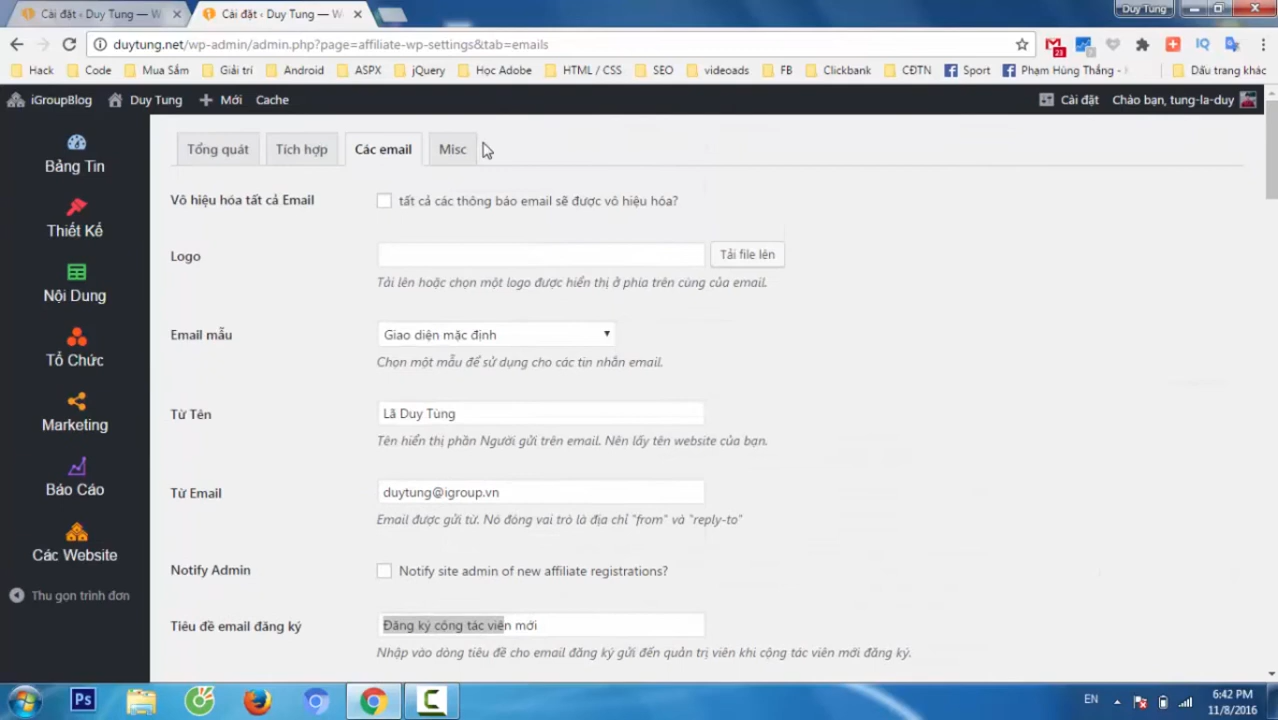 Cài đặt ‹ Duy Tung — W
Cài đặt ‹ Duy Tung — W
Duy Tung
duytung.net/wp-admin/admin.php?page=affiliate-wp-settings&tab=emails
23
IQ
Hack
Code
Mua Sắm
Giải trí
Android
ASPX
jQuery
Học Adobe
HTML / CSS
SEO
videoads
FB
Clickbank
CĐTN
Sport
Phạm Hùng Thắng -
Dấu trang khác
iGroupBlog
Duy Tung
Mới
Cache
Cài đặt
Chào bạn, tung-la-duy
Bảng Tin
Thiết Kế
Nội Dung
Tổ Chức
Marketing
Báo Cáo
Các Website
Thu gọn trình đơn
Tổng quát
Tích hợp
Các email
Misc
Vô hiệu hóa tất cả Email
tất cả các thông báo email sẽ được vô hiệu hóa?
Logo
Tải file lên
Tải lên hoặc chọn một logo được hiển thị ở phía trên cùng của email.
Email mẫu
Giao diện mặc định
Chọn một mẫu để sử dụng cho các tin nhắn email.
Từ Tên
Lã Duy Tùng
Tên hiển thị phần Người gửi trên email. Nên lấy tên website của bạn.
Từ Email
duytung@igroup.vn
Email được gửi từ. Nó đóng vai trò là địa chỉ "from" và "reply-to"
Notify Admin
Notify site admin of new affiliate registrations?
Tiêu đề email đăng ký
Đăng ký cộng tác viên mới
Nhập vào dòng tiêu đề cho email đăng ký gửi đến quản trị viên khi cộng tác viên mới đăng ký.
Ps
C
EN
6:42 PM
11/8/2016